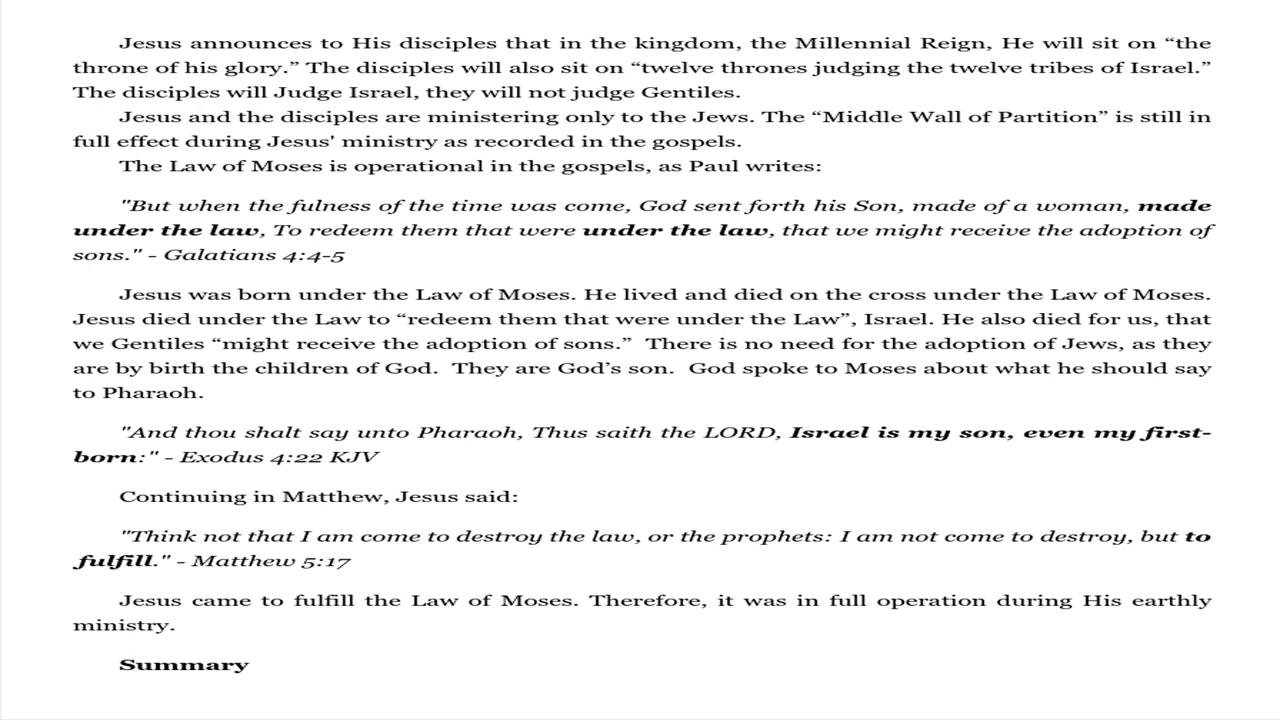 Jesus announces to His disciples that in the kingdom, the Millennial Reign, He will sit on “the
throne of his glory.” The disciples will also sit on “twelve thrones judging the twelve tribes of Israel.”
The disciples will Judge Israel, they will not judge Gentiles.
Jesus and the disciples are ministering only to the Jews. The “Middle Wall of Partition” is still in
full effect during Jesus' ministry as recorded in the gospels.
The Law of Moses is operational in the gospels, as Paul writes:
"But when the fulness of the time was come, God sent forth his Son, made of a woman, made
under the law, To redeem them that were under the law, that we might receive the adoption of
sons." - Galatians 4:4-5
Jesus was born under the Law of Moses. He lived and died on the cross under the Law of Moses.
Jesus died under the Law to “redeem them that were under the Law”, Israel. He also died for us, that
we Gentiles “might receive the adoption of sons.”  There is no need for the adoption of Jews, as they
are by birth the children of God.  They are God’s son.  God spoke to Moses about what he should say
to Pharaoh.
"And thou shalt say unto Pharaoh, Thus saith the LORD, Israel is my son, even my first-
born:" - Exodus 4:22 KJV
Continuing in Matthew, Jesus said:
"Think not that I am come to destroy the law, or the prophets: I am not come to destroy, but to
fulfill." - Matthew 5:17
Jesus came to fulfill the Law of Moses. Therefore, it was in full operation during His earthly
ministry.
Summary